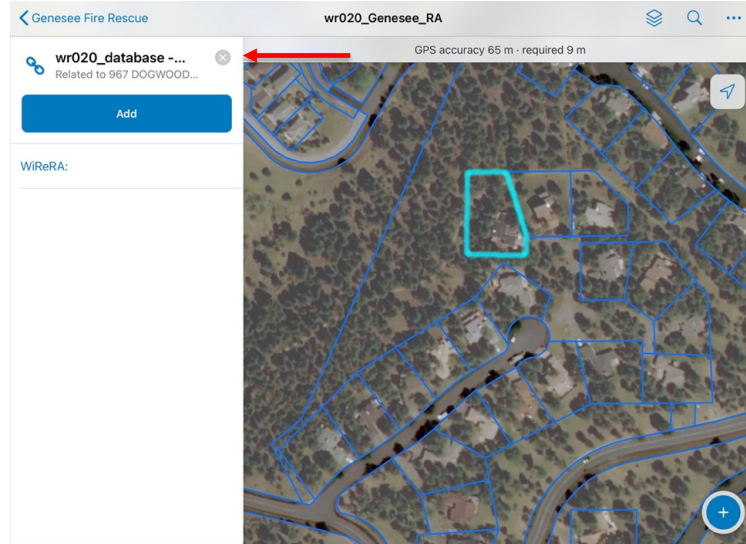 Genesee Fire Rescue
wr020_Genesee_RA
wr020_database -...
Related to 967 DOGWOOD...
GPS accuracy 65 m · required 9 m
Add
WiReRA: